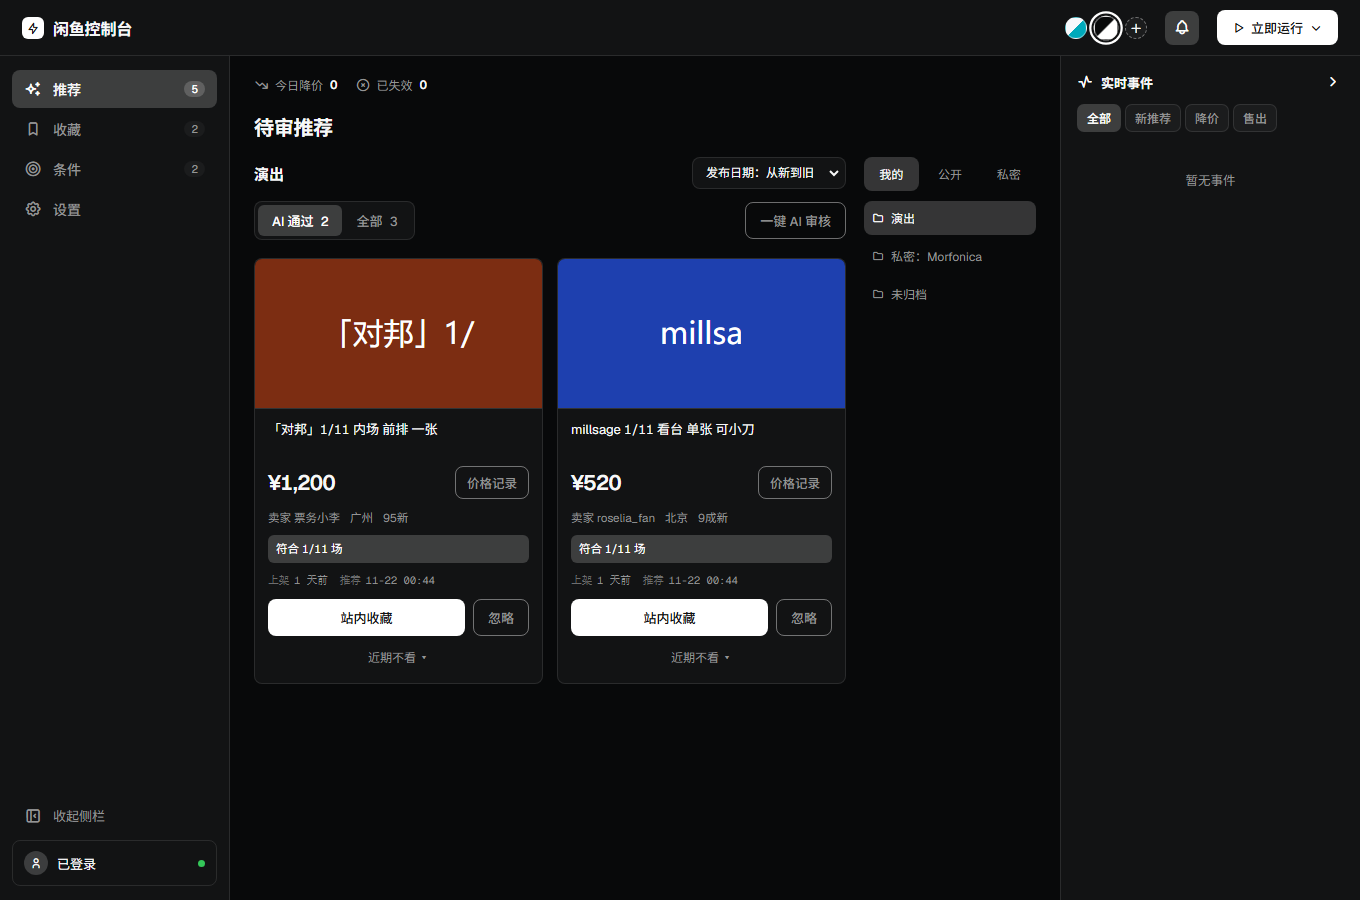 闲鱼控制台
立即运行
推荐 5
收藏 2
条件 2
设置
收起侧栏
已登录
今日降价 0 已失效 0
待审推荐
演出
发布日期：从新到旧
AI 通过 2 全部 3
一键 AI 审核
「对邦」1/
「对邦」1/11 内场 前排 一张
¥1,200
价格记录
卖家 票务小李 广州 95新
符合 1/11 场
上架 1 天前 推荐 11-22 00:44
站内收藏 忽略
近期不看
millsa
millsage 1/11 看台 单张 可小刀
¥520
价格记录
卖家 roselia_fan 北京 9成新
符合 1/11 场
上架 1 天前 推荐 11-22 00:44
站内收藏 忽略
近期不看
我的 公开 私密
演出
私密：Morfonica
未归档
实时事件
全部 新推荐 降价 售出
暂无事件